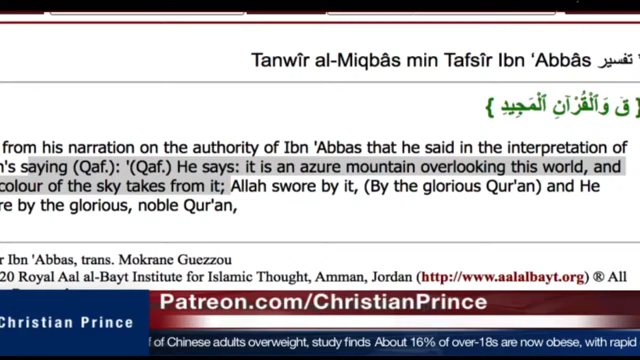 Tanwîr al-Miqbâs min Tafsîr Ibn ‘Abbâs تفسير *
{ قۤ وَٱلْقُرْآنِ ٱلْمَجِيدِ }
from his narration on the authority of Ibn 'Abbas that he said in the interpretation of
n's saying (Qaf.): '(Qaf.) He says: it is an azure mountain overlooking this world, and
colour of the sky takes from it; Allah swore by it, (By the glorious Qur'an) and He
re by the glorious, noble Qur'an,
r Ibn 'Abbas, trans. Mokrane Guezzou
20 Royal Aal al-Bayt Institute for Islamic Thought, Amman, Jordan (http://www.aalalbayt.org) ® All
Patreon.com/ChristianPrince
Christian Prince
f of Chinese adults overweight, study finds About 16% of over-18s are now obese, with rapid